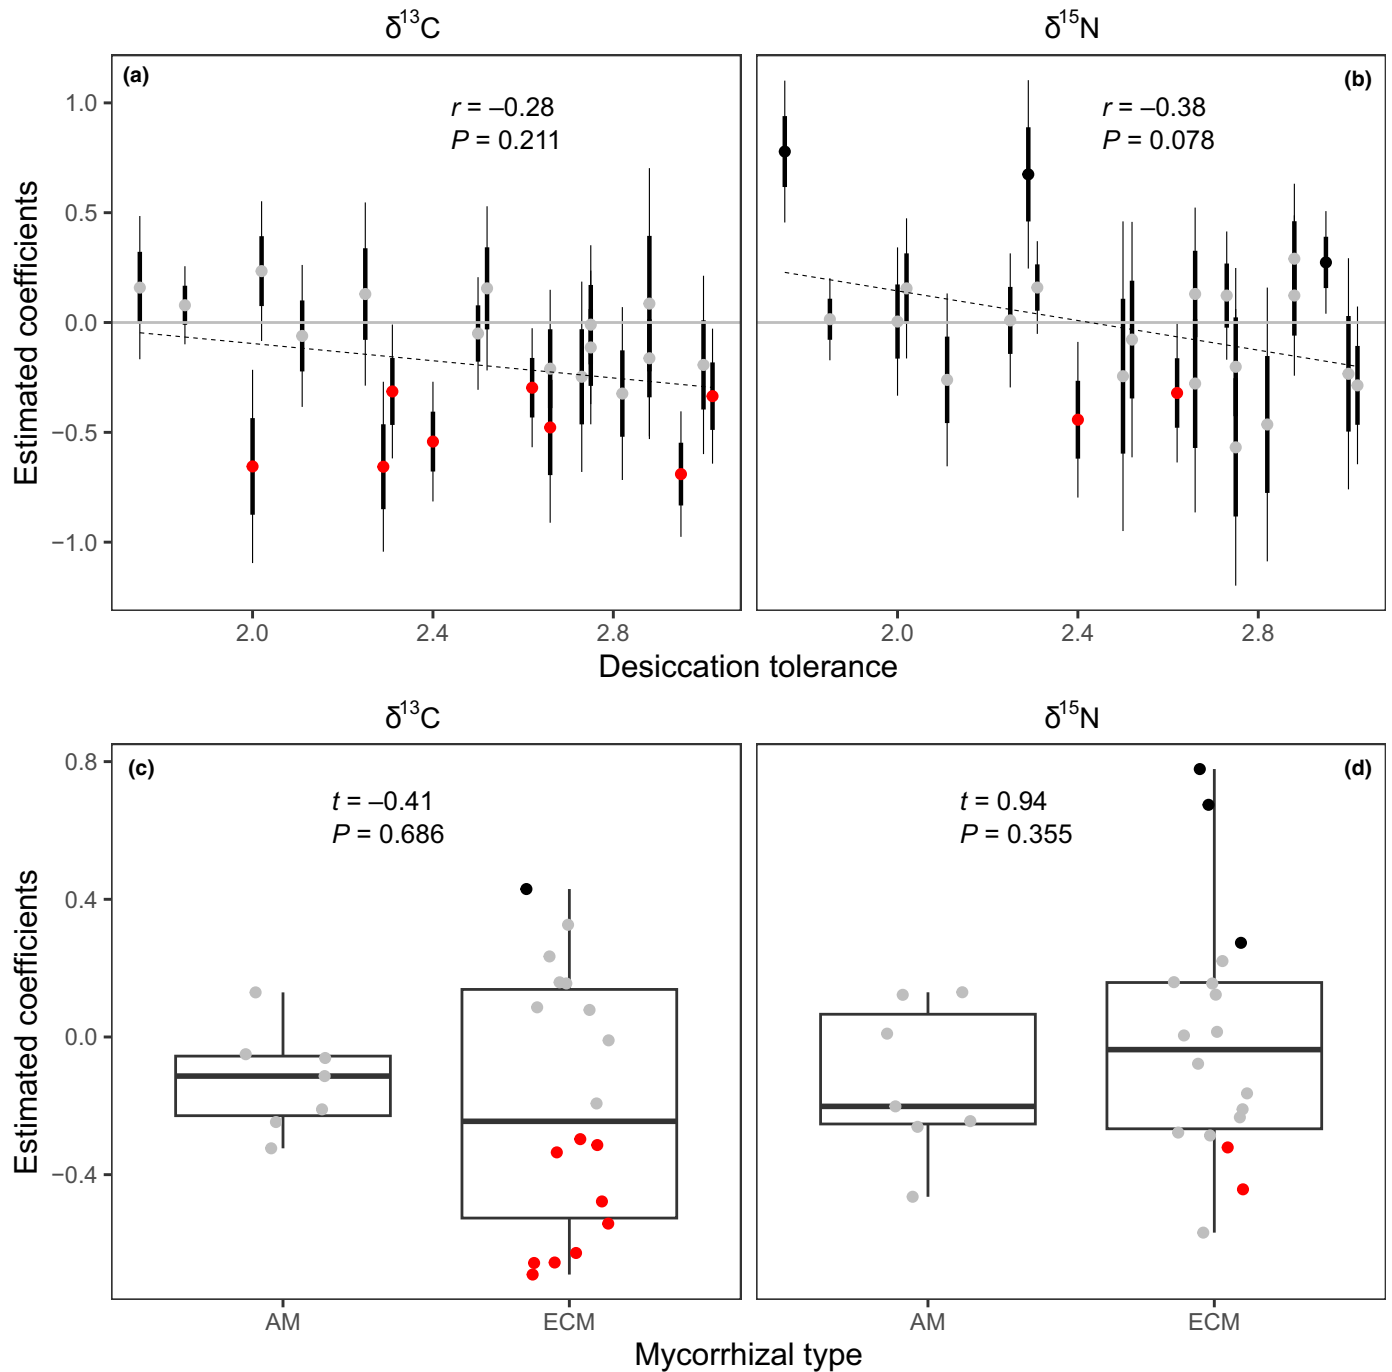 δ¹³C
δ¹⁵N
(a)
r = –0.28
P = 0.211
(b)
r = –0.38
P = 0.078
1.0
0.5
0.0
−0.5
−1.0
Estimated coefficients
2.0
2.4
2.8
2.0
2.4
2.8
Desiccation tolerance
δ¹³C
δ¹⁵N
(c)
t = –0.41
P = 0.686
(d)
t = 0.94
P = 0.355
0.8
0.4
0.0
−0.4
Estimated coefficients
AM
ECM
AM
ECM
Mycorrhizal type